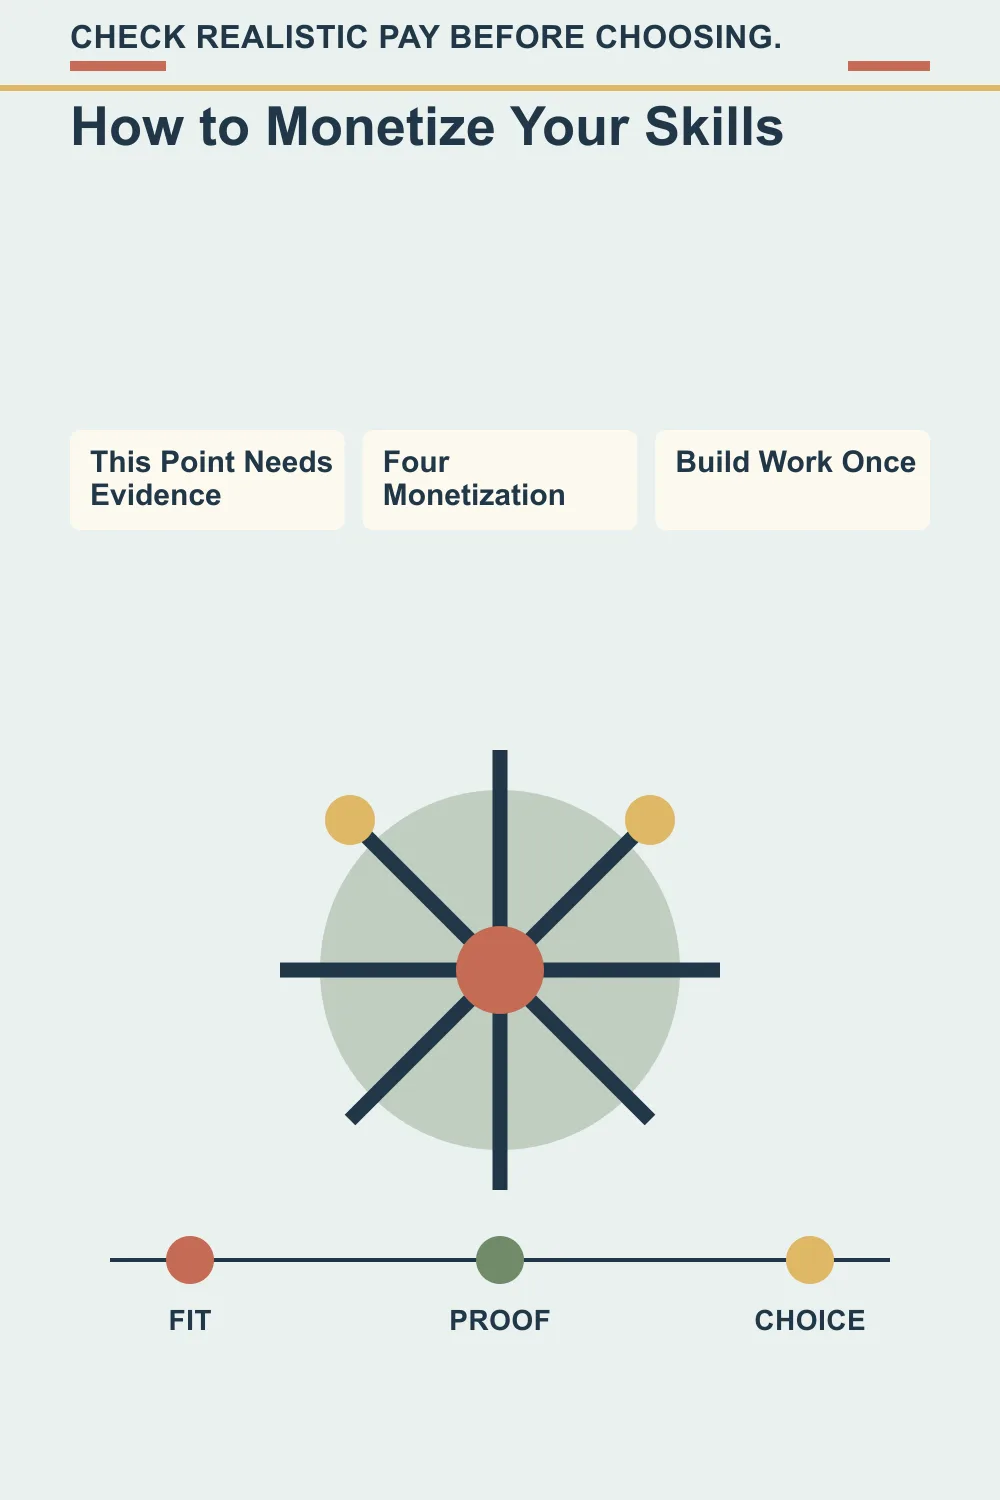 CHECK REALISTIC PAY BEFORE CHOOSING.
How to Monetize Your Skills
This Point Needs
Evidence
Four
Monetization
Build Work Once
FIT
PROOF
CHOICE